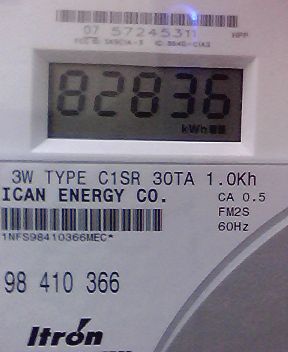 07 57245311 HPP
82836
kWh
3W TYPE C1SR 30TA 1.0Kh
ICAN ENERGY CO. CA 0.5
FM2S
60Hz
1NFS98410366MEC*
98 410 366
Itron